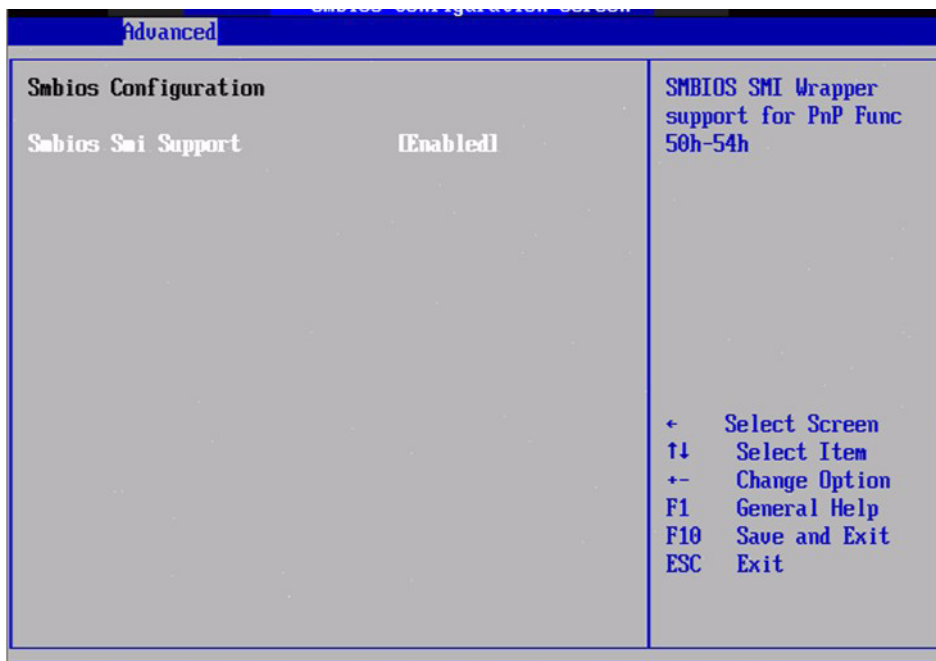 Advanced
Smbios Configuration
Smbios Smi Support [Enabled]
SMBIOS SMI Wrapper
support for PnP Func
50h-54h
← Select Screen
↑↓ Select Item
+- Change Option
F1 General Help
F10 Save and Exit
ESC Exit